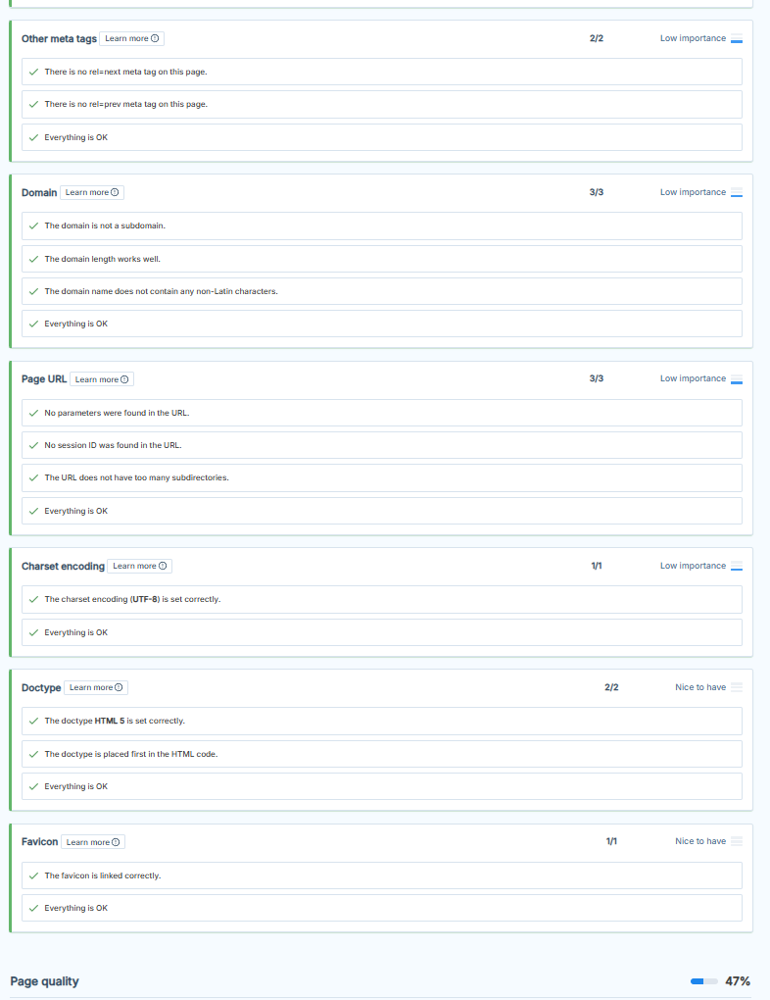 Other meta tags Learn more 2/2 Low importance
There is no rel=next meta tag on this page.
There is no rel=prev meta tag on this page.
Everything is OK
Domain Learn more 3/3 Low importance
The domain is not a subdomain.
The domain length works well.
The domain name does not contain any non-Latin characters.
Everything is OK
Page URL Learn more 3/3 Low importance
No parameters were found in the URL.
No session ID was found in the URL.
The URL does not have too many subdirectories.
Everything is OK
Charset encoding Learn more 1/1 Low importance
The charset encoding (UTF-8) is set correctly.
Everything is OK
Doctype Learn more 2/2 Nice to have
The doctype HTML 5 is set correctly.
The doctype is placed first in the HTML code.
Everything is OK
Favicon Learn more 1/1 Nice to have
The favicon is linked correctly.
Everything is OK
Page quality 47%